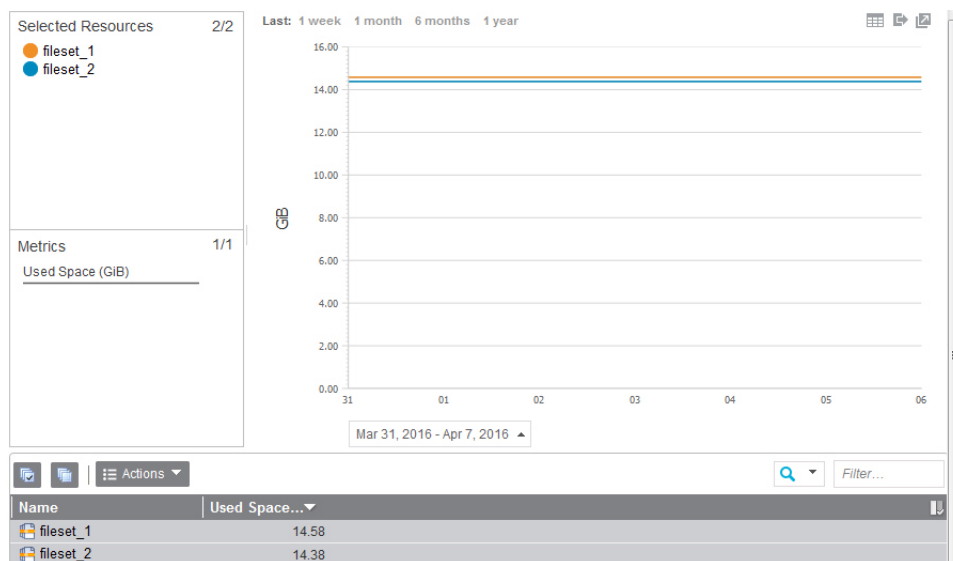 Selected Resources 2/2
fileset_1
fileset_2
Metrics 1/1
Used Space (GiB)
Last: 1 week 1 month 6 months 1 year
16.00
14.00
12.00
10.00
8.00
6.00
4.00
2.00
0.00
GiB
31 01 02 03 04 05 06
Mar 31, 2016 - Apr 7, 2016
Actions
Filter...
Name Used Space...
fileset_1 14.58
fileset_2 14.38